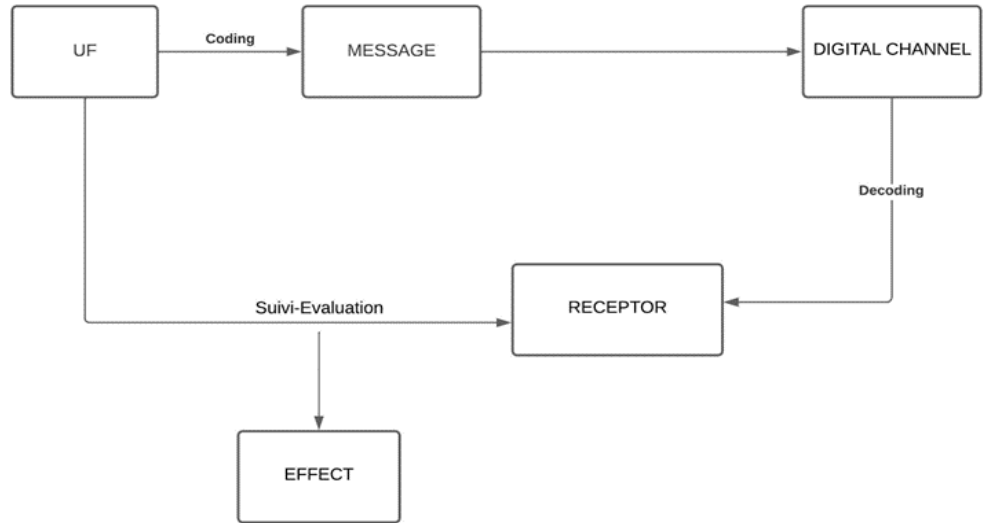 UF
Coding
MESSAGE
DIGITAL CHANNEL
Decoding
Suivi-Evaluation
RECEPTOR
EFFECT